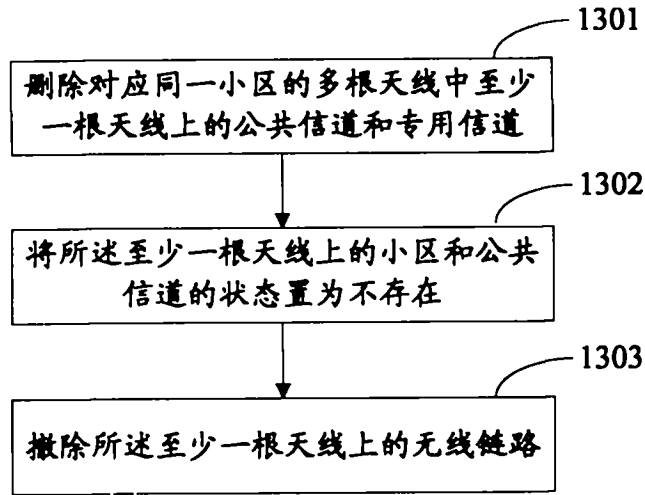 1301
删除对应同一小区的多根天线中至少
一根天线上的公共信道和专用信道
1302
将所述至少一根天线上的小区和公共
信道的状态置为不存在
1303
撤除所述至少一根天线上的无线链路